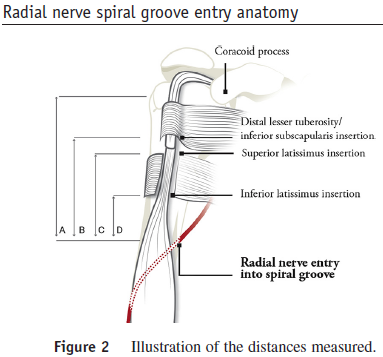 Radial nerve spiral groove entry anatomy
Coracoid process
Distal lesser tuberosity/
inferior subscapularis insertion
Superior latissimus insertion
Inferior latissimus insertion
A B C D
Radial nerve entry
into spiral groove
Figure 2 Illustration of the distances measured.